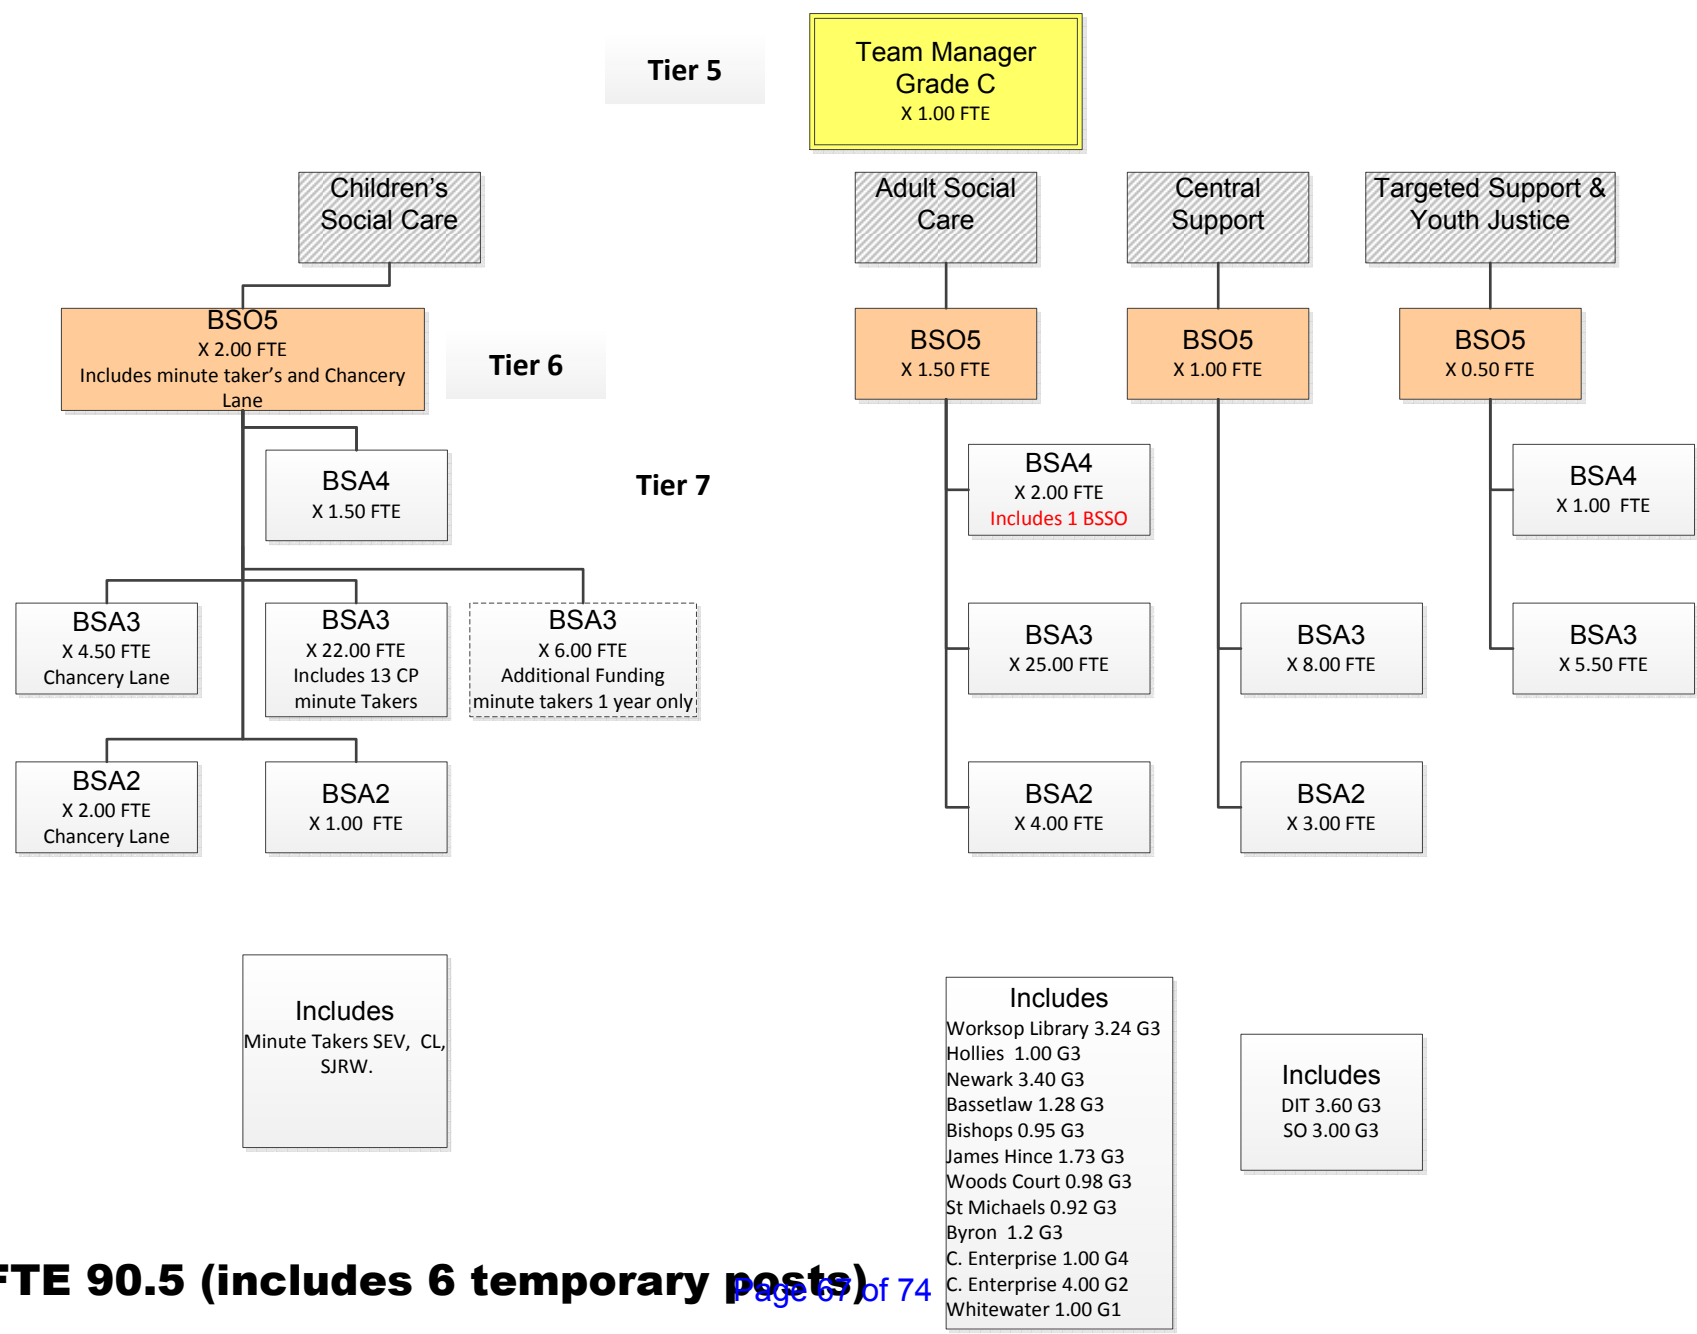 Tier 5
Team Manager
Grade C
X 1.00 FTE
Children's
Social Care
Adult Social
Care
Central
Support
Targeted Support &
Youth Justice
BSO5
X 2.00 FTE
Includes minute taker's and Chancery
Lane
Tier 6
BSO5
X 1.50 FTE
BSO5
X 1.00 FTE
BSO5
X 0.50 FTE
BSA4
X 1.50 FTE
Tier 7
BSA4
X 2.00 FTE
Includes 1 BSSO
BSA4
X 1.00  FTE
BSA3
X 4.50 FTE
Chancery Lane
BSA3
X 22.00 FTE
Includes 13 CP
minute Takers
BSA3
X 6.00 FTE
Additional Funding
minute takers 1 year only
BSA3
X 25.00 FTE
BSA3
X 8.00 FTE
BSA3
X 5.50 FTE
BSA2
X 2.00 FTE
Chancery Lane
BSA2
X 1.00  FTE
BSA2
X 4.00 FTE
BSA2
X 3.00 FTE
Includes
Minute Takers SEV,  CL,
SJRW.
Includes
Worksop Library 3.24 G3
Hollies  1.00 G3
Newark 3.40 G3
Bassetlaw 1.28 G3
Bishops 0.95 G3
James Hince 1.73 G3
Woods Court 0.98 G3
St Michaels 0.92 G3
Byron  1.2 G3
C. Enterprise 1.00 G4
C. Enterprise 4.00 G2
Whitewater 1.00 G1
Includes
DIT 3.60 G3
SO 3.00 G3
FTE 90.5 (includes 6 temporary posts)
Page 67 of 74